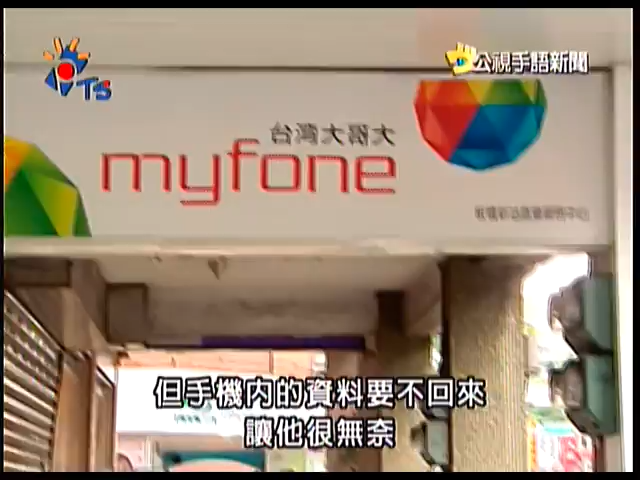 PTS
公視手語新聞
台灣大哥大
myfone
但手機内的資料要不回來
讓他很無奈